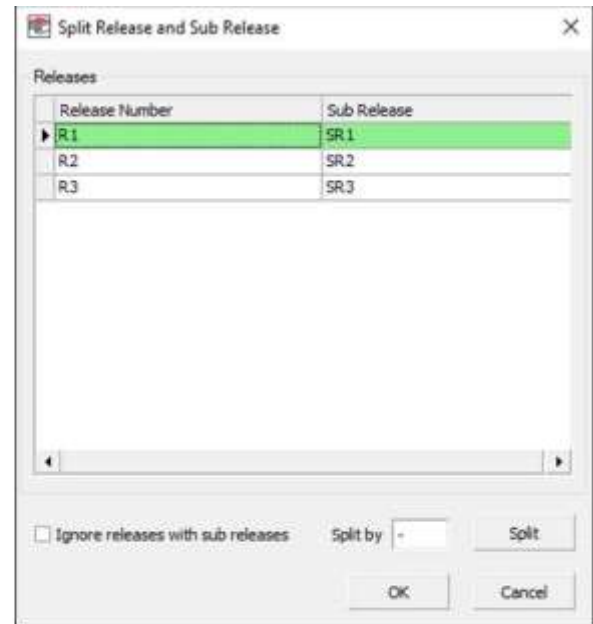 Split Release and Sub Release
Releases
Release Number Sub Release
R1 SR1
R2 SR2
R3 SR3
Ignore releases with sub releases Split by - Split
OK Cancel